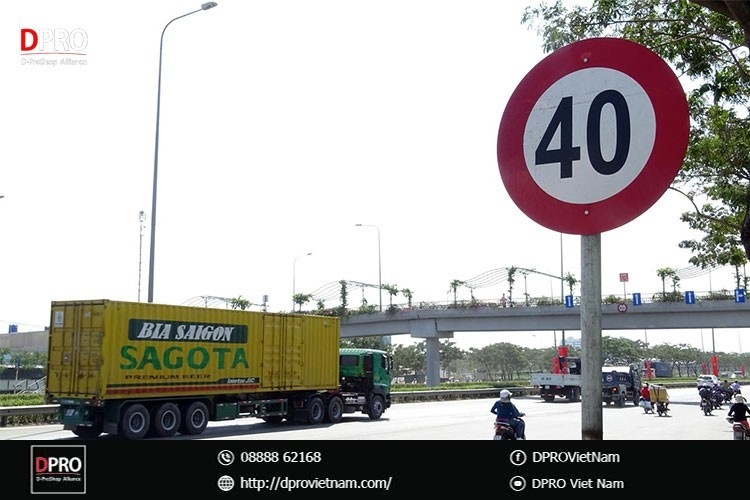 DPRO
D-ProShop Alliance
40
BIA SAIGON
SAGOTA
PREMIUM BEER
DPRO
D-ProShop Alliance
08888 62168
http://dprovietnam.com/
DPROVietNam
DPRO Viet Nam